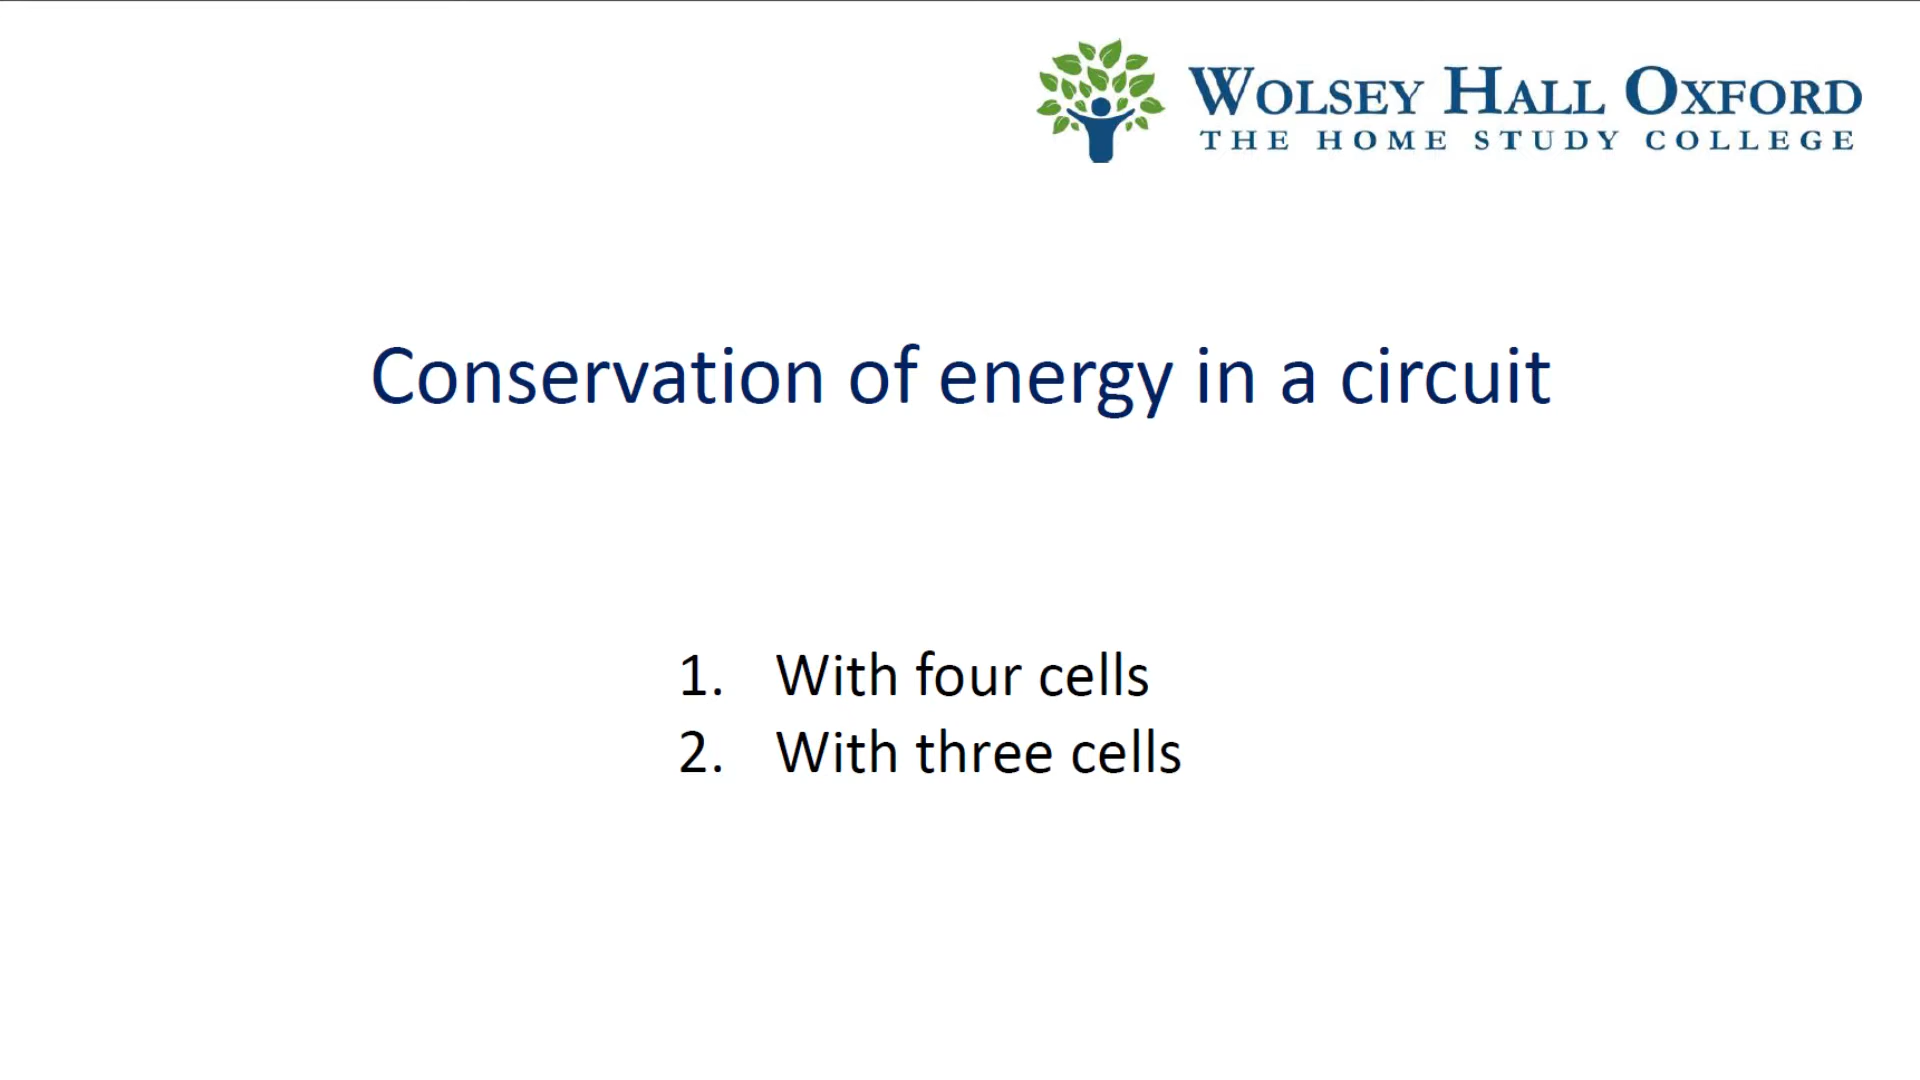 WOLSEY HALL OXFORD
THE HOME STUDY COLLEGE
Conservation of energy in a circuit
1. With four cells
2. With three cells